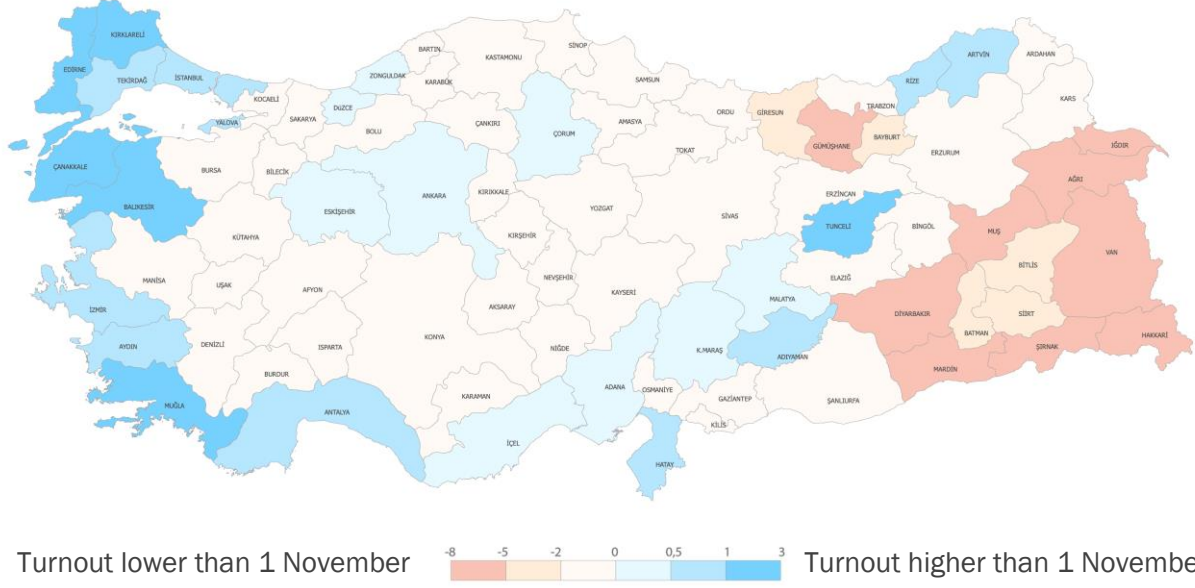 KIRKLARELİ
EDİRNE
TEKİRDAĞ
İSTANBUL
YALOVA
KOCAELİ
SAKARYA
DÜZCE
ZONGULDAK
BARTIN
KARABÜK
KASTAMONU
SİNOP
SAMSUN
ORDU
GİRESUN
TRABZON
RİZE
ARTVİN
ARDAHAN
KARS
BOLU
ÇANKIRI
ÇORUM
AMASYA
TOKAT
GÜMÜŞHANE
BAYBURT
ERZURUM
IĞDIR
AĞRI
ÇANAKKALE
BALIKESİR
BURSA
BİLECİK
ESKİŞEHİR
ANKARA
KIRIKKALE
YOZGAT
SİVAS
ERZİNCAN
TUNCELİ
BİNGÖL
MUŞ
VAN
BİTLİS
KÜTAHYA
KIRŞEHİR
NEVŞEHİR
KAYSERİ
MALATYA
ELAZIĞ
DİYARBAKIR
SİİRT
BATMAN
HAKKARİ
ŞIRNAK
MARDİN
MANİSA
UŞAK
AFYON
AKSARAY
KONYA
NİĞDE
K.MARAŞ
ADIYAMAN
İZMİR
AYDIN
DENİZLİ
ISPARTA
BURDUR
MUĞLA
ANTALYA
KARAMAN
İÇEL
ADANA
OSMANİYE
GAZİANTEP
KİLİS
ŞANLIURFA
HATAY
-8 -5 -2 0 0,5 1 3
Turnout lower than 1 November
Turnout higher than 1 Novembe